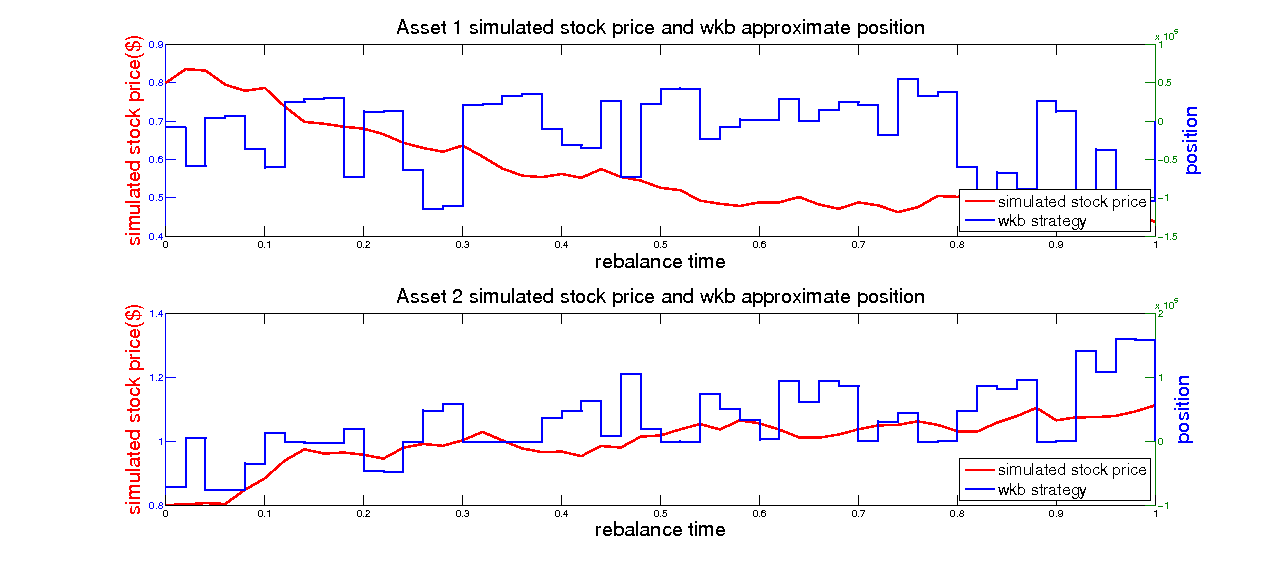 Asset 1 simulated stock price and wkb approximate position
x 10^5
simulated stock price($)
0.9
0.8
0.7
0.6
0.5
0.4
1
0.5
0
-0.5
-1
-1.5
position
simulated stock price
wkb strategy
0 0.1 0.2 0.3 0.4 0.5 0.6 0.7 0.8 0.9 1
rebalance time
Asset 2 simulated stock price and wkb approximate position
x 10^5
simulated stock price($)
1.4
1.2
1
0.8
2
1
0
-1
position
simulated stock price
wkb strategy
0 0.1 0.2 0.3 0.4 0.5 0.6 0.7 0.8 0.9 1
rebalance time